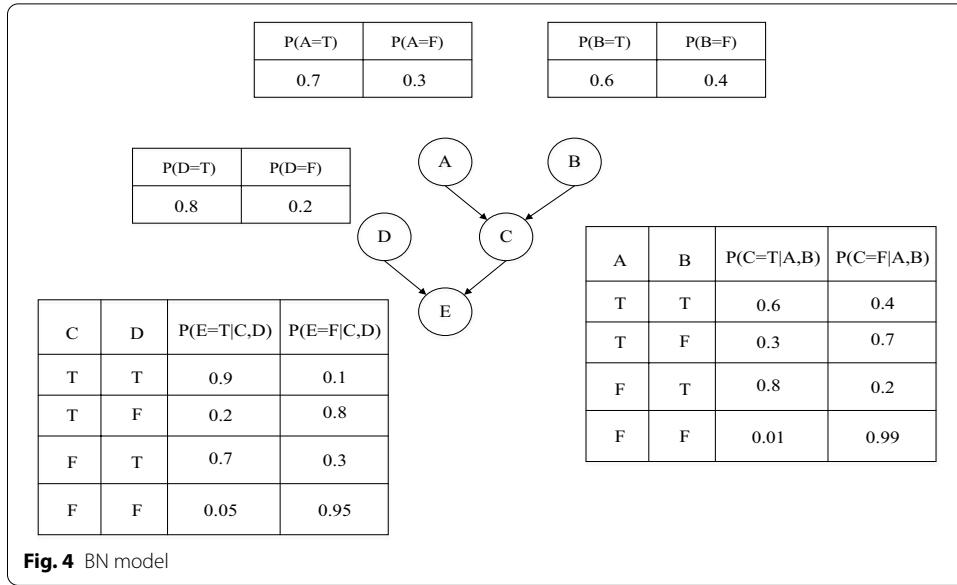 P(A=T) P(A=F)
0.7 0.3
P(B=T) P(B=F)
0.6 0.4
P(D=T) P(D=F)
0.8 0.2
A
B
D
C
E
A B P(C=T|A,B) P(C=F|A,B)
T T 0.6 0.4
T F 0.3 0.7
F T 0.8 0.2
F F 0.01 0.99
C D P(E=T|C,D) P(E=F|C,D)
T T 0.9 0.1
T F 0.2 0.8
F T 0.7 0.3
F F 0.05 0.95
Fig. 4 BN model